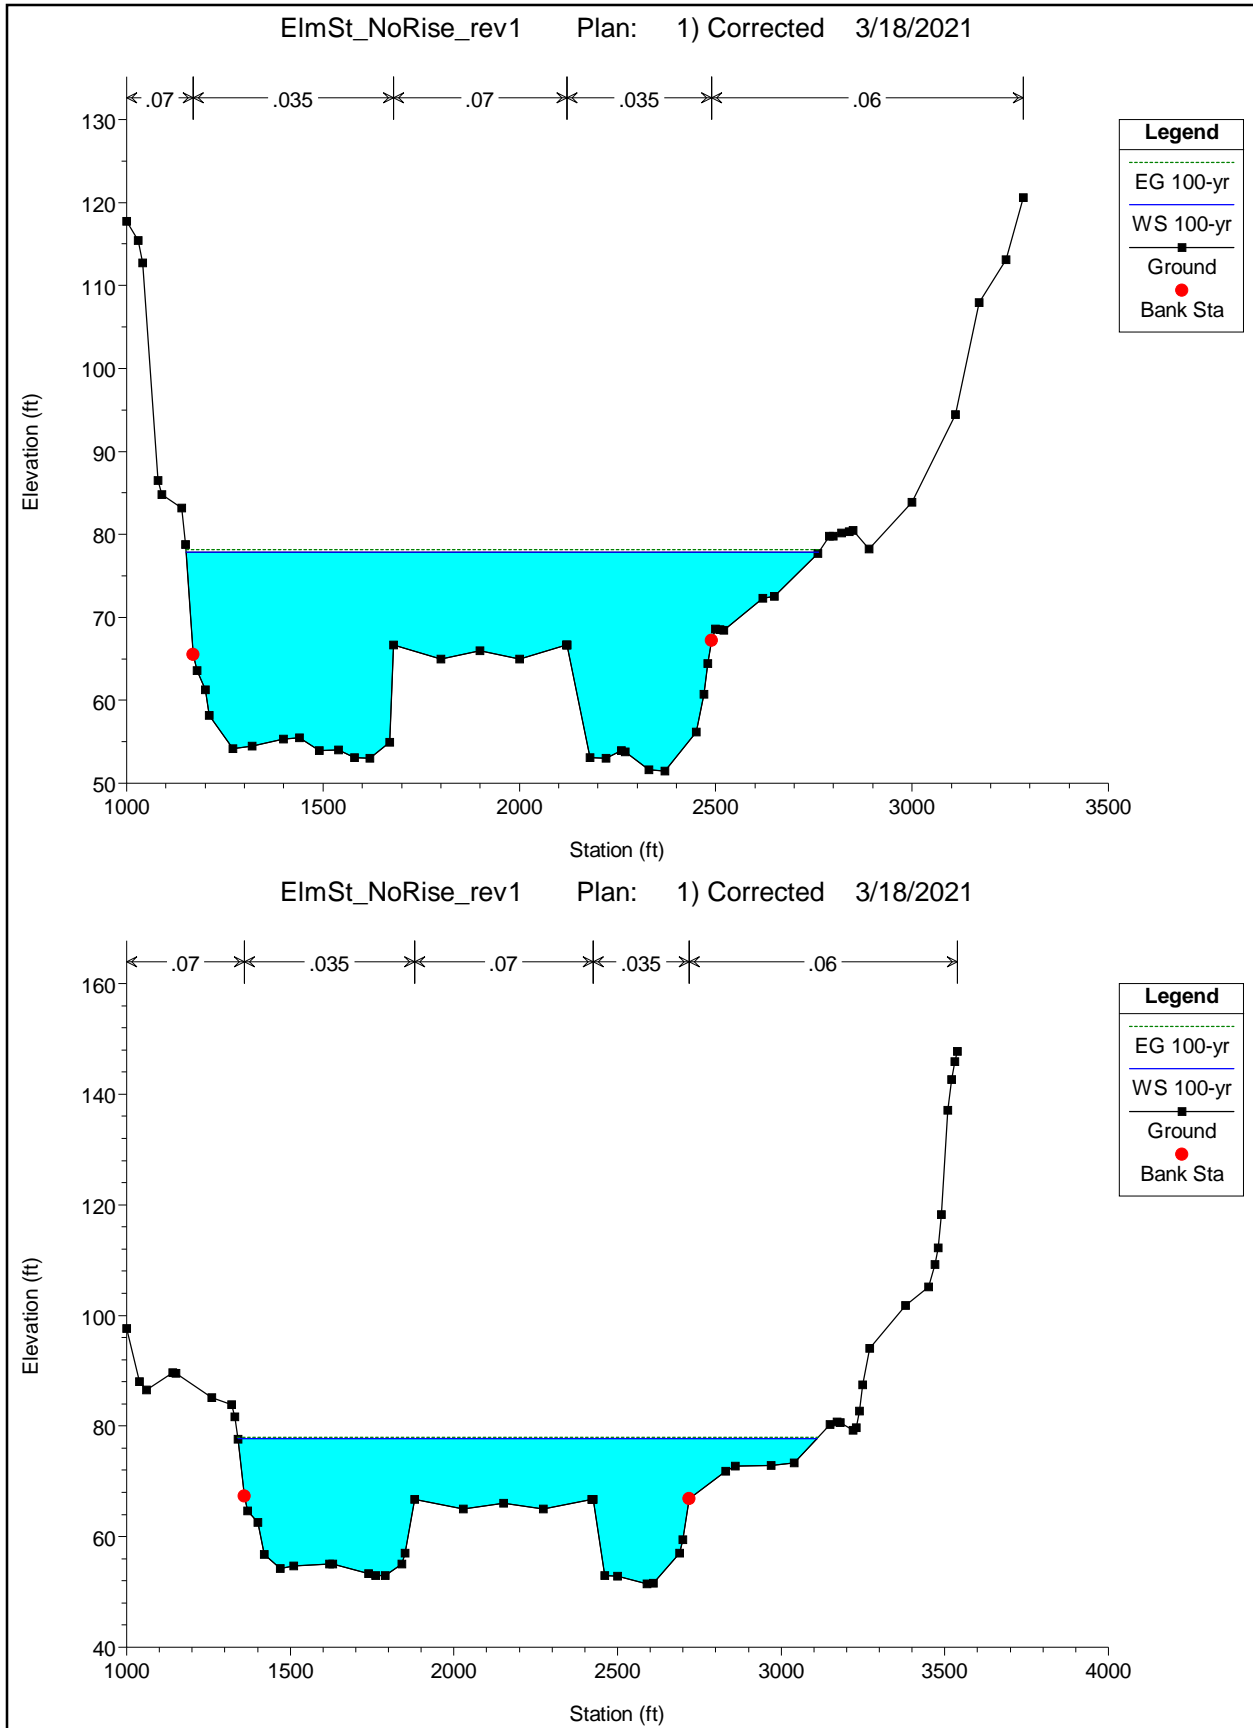 ElmSt_NoRise_rev1 Plan: 1) Corrected 3/18/2021
.07 .035 .07 .035 .06
130
120
110
100
90
80
70
60
50
Elevation (ft)
1000 1500 2000 2500 3000 3500
Station (ft)
Legend
EG 100-yr
WS 100-yr
Ground
Bank Sta
ElmSt_NoRise_rev1 Plan: 1) Corrected 3/18/2021
.07 .035 .07 .035 .06
160
140
120
100
80
60
40
Elevation (ft)
1000 1500 2000 2500 3000 3500 4000
Station (ft)
Legend
EG 100-yr
WS 100-yr
Ground
Bank Sta